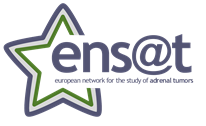 ens@t
european network for the study of adrenal tumors